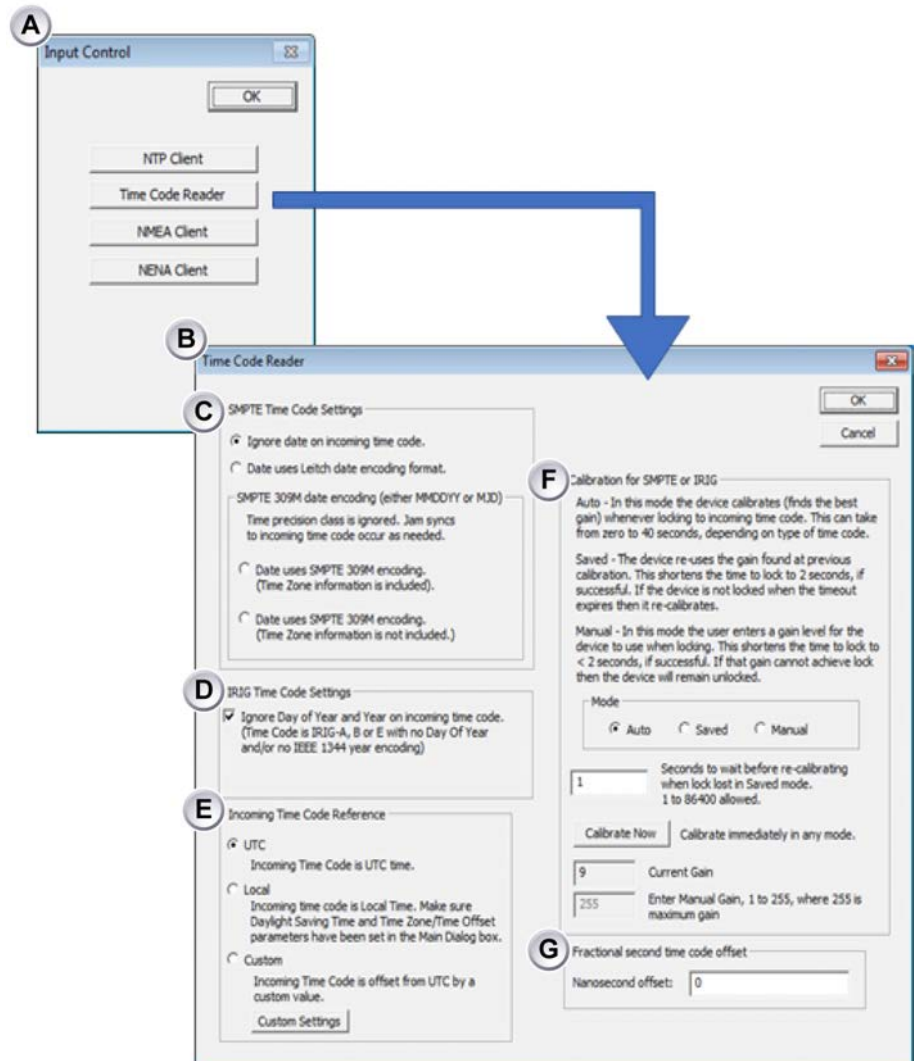 A
Input Control
OK
NTP Client
Time Code Reader
NMEA Client
NENA Client
B
Time Code Reader
OK
Cancel
C
SMPTE Time Code Settings
Ignore date on incoming time code.
Date uses Leitch date encoding format.
SMPTE 309M date encoding (either MMDDYY or MJD)
Time precision class is ignored. Jam syncs
to incoming time code occur as needed.
Date uses SMPTE 309M encoding.
(Time Zone information is included).
Date uses SMPTE 309M encoding.
(Time Zone information is not included.)
D
IRIG Time Code Settings
Ignore Day of Year and Year on incoming time code.
(Time Code is IRIG-A, B or E with no Day Of Year
and/or no IEEE 1344 year encoding)
E
Incoming Time Code Reference
UTC
Incoming Time Code is UTC time.
Local
Incoming time code is Local Time. Make sure
Daylight Saving Time and Time Zone/Time Offset
parameters have been set in the Main Dialog box.
Custom
Incoming Time Code is offset from UTC by a
custom value.
Custom Settings
F
Calibration for SMPTE or IRIG
Auto - In this mode the device calibrates (finds the best
gain) whenever locking to incoming time code. This can take
from zero to 40 seconds, depending on type of time code.
Saved - The device re-uses the gain found at previous
calibration. This shortens the time to lock to 2 seconds, if
successful. If the device is not locked when the timeout
expires then it re-calibrates.
Manual - In this mode the user enters a gain level for the
device to use when locking. This shortens the time to lock to
< 2 seconds, if successful. If that gain cannot achieve lock
then the device will remain unlocked.
Mode
Auto Saved Manual
1
Seconds to wait before re-calibrating
when lock lost in Saved mode.
1 to 86400 allowed.
Calibrate Now Calibrate immediately in any mode.
9 Current Gain
255 Enter Manual Gain, 1 to 255, where 255 is
maximum gain
G
Fractional second time code offset
Nanosecond offset: 0